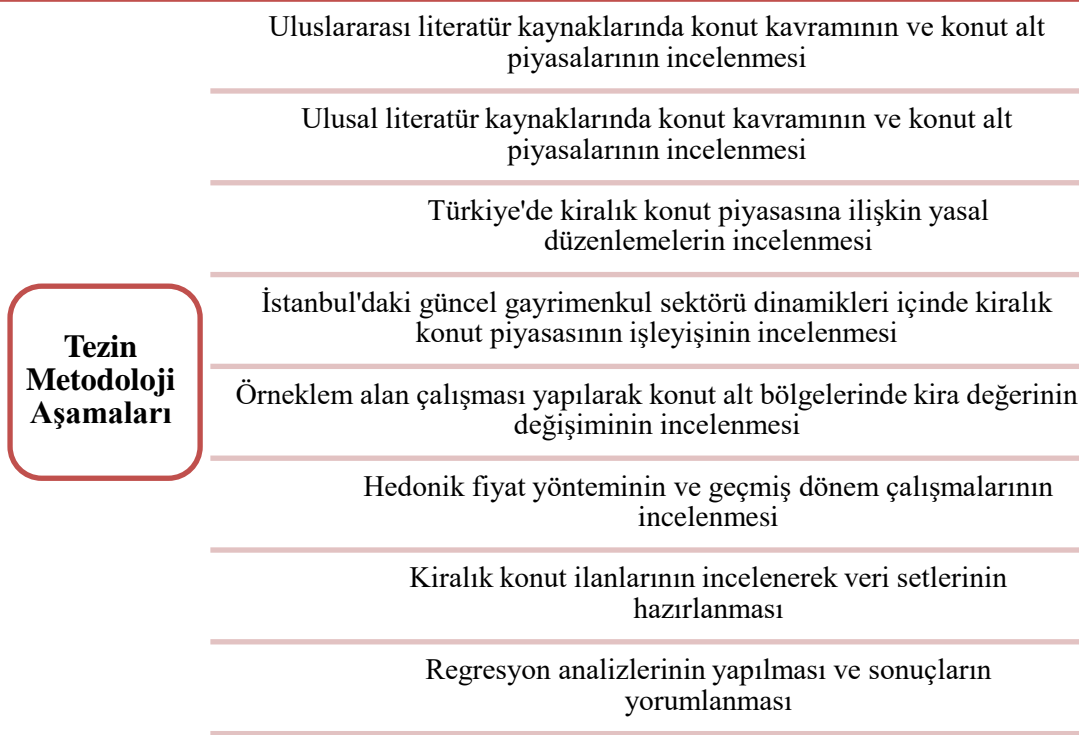 Uluslararası literatür kaynaklarında konut kavramının ve konut alt
piyasalarının incelenmesi
Ulusal literatür kaynaklarında konut kavramının ve konut alt
piyasalarının incelenmesi
Türkiye'de kiralık konut piyasasına ilişkin yasal
düzenlemelerin incelenmesi
İstanbul'daki güncel gayrimenkul sektörü dinamikleri içinde kiralık
konut piyasasının işleyişinin incelenmesi
Tezin
Metodoloji
Aşamaları
Örneklem alan çalışması yapılarak konut alt bölgelerinde kira değerinin
değişiminin incelenmesi
Hedonik fiyat yönteminin ve geçmiş dönem çalışmalarının
incelenmesi
Kiralık konut ilanlarının incelenerek veri setlerinin
hazırlanması
Regresyon analizlerinin yapılması ve sonuçların
yorumlanması